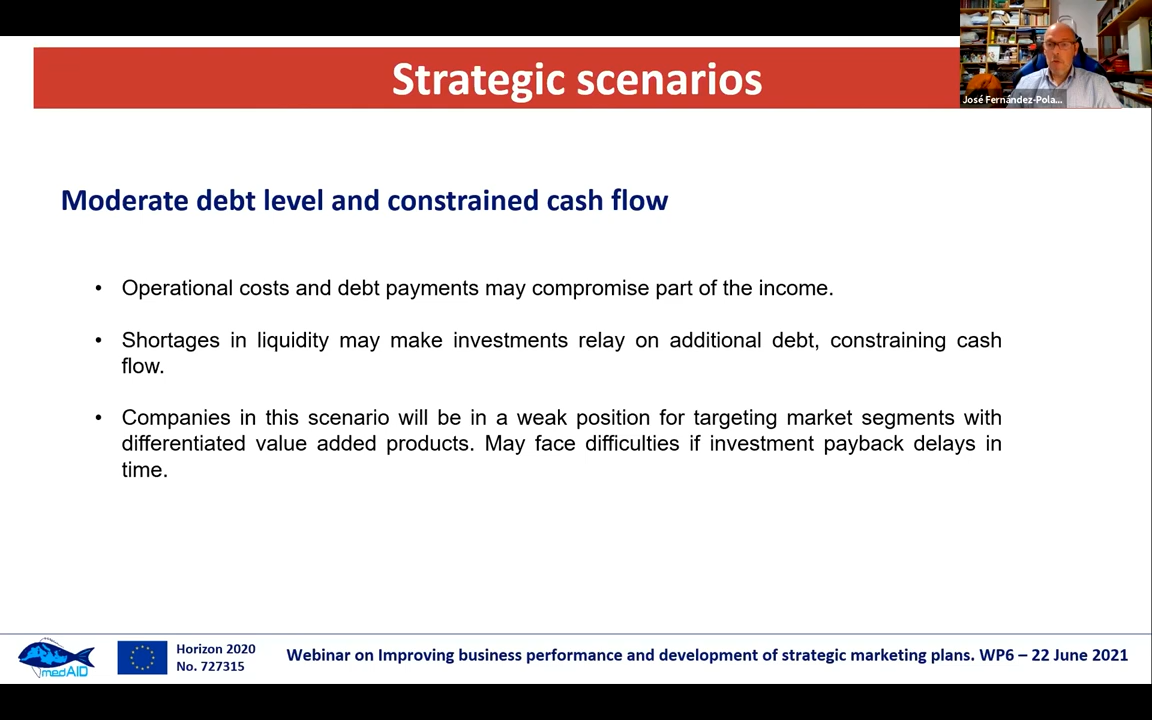 Strategic scenarios
José Fernández-Pola...
Moderate debt level and constrained cash flow
• Operational costs and debt payments may compromise part of the income.
• Shortages in liquidity may make investments relay on additional debt, constraining cash
flow.
• Companies in this scenario will be in a weak position for targeting market segments with
differentiated value added products. May face difficulties if investment payback delays in
time.
medAID
Horizon 2020
No. 727315
Webinar on Improving business performance and development of strategic marketing plans. WP6 – 22 June 2021